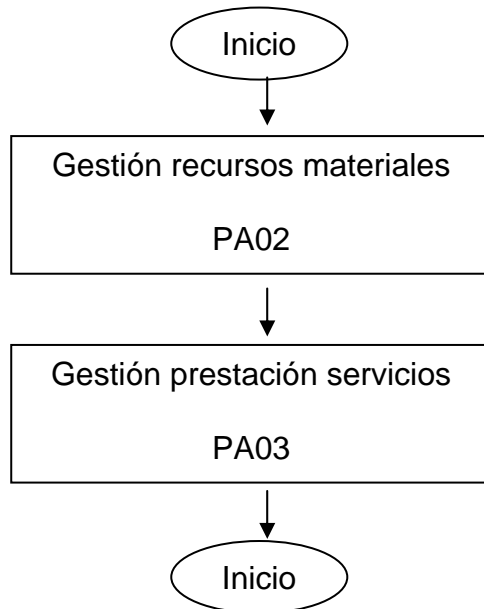 Inicio
Gestión recursos materiales
PA02
Gestión prestación servicios
PA03
Inicio